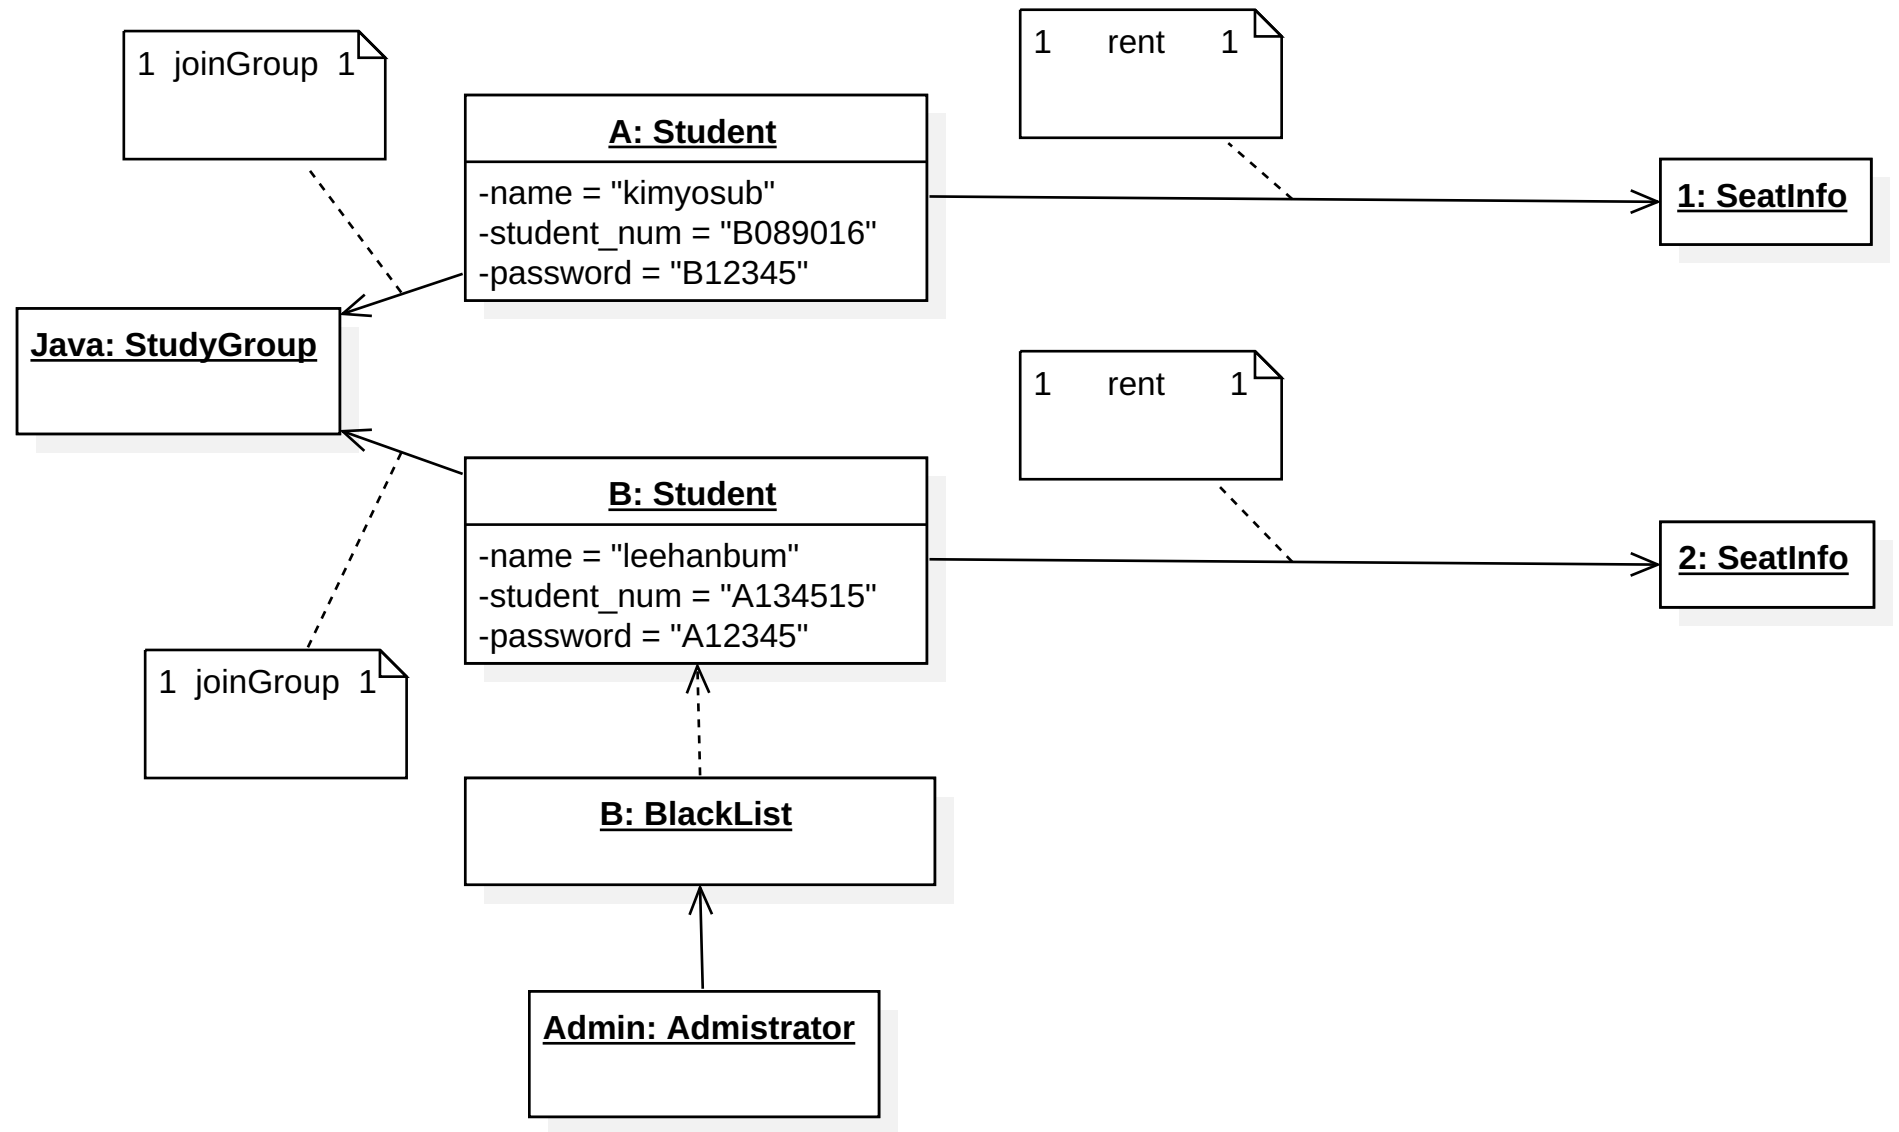 1 joinGroup 1
1 rent 1
A: Student
-name = "kimyosub"
-student_num = "B089016"
-password = "B12345"
1: SeatInfo
Java: StudyGroup
1 rent 1
B: Student
-name = "leehanbum"
-student_num = "A134515"
-password = "A12345"
2: SeatInfo
1 joinGroup 1
B: BlackList
Admin: Admistrator